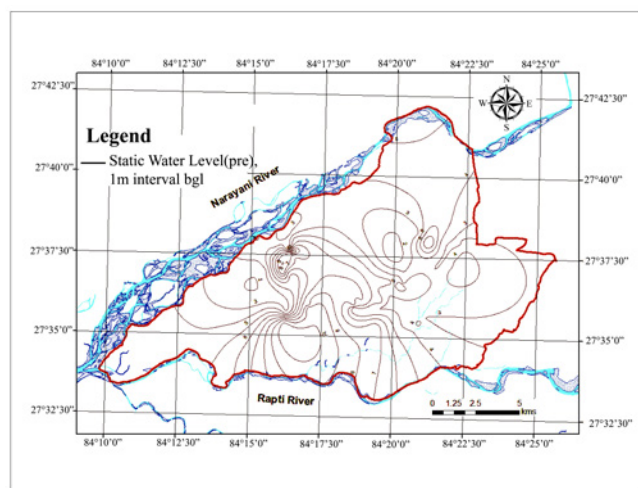 84°10'0" 84°12'30" 84°15'0" 84°17'30" 84°20'0" 84°22'30" 84°25'0"
27°42'30"
27°42'30"
N
W E
S
Legend
Static Water Level(pre),
1m interval bgl
Narayani River
27°40'0"
27°40'0"
27°37'30"
27°37'30"
27°35'0"
27°35'0"
27°32'30"
27°32'30"
Rapti River
0 1.25 2.5 5
kms
84°10'0" 84°12'30" 84°15'0" 84°17'30" 84°20'0" 84°22'30" 84°25'0"